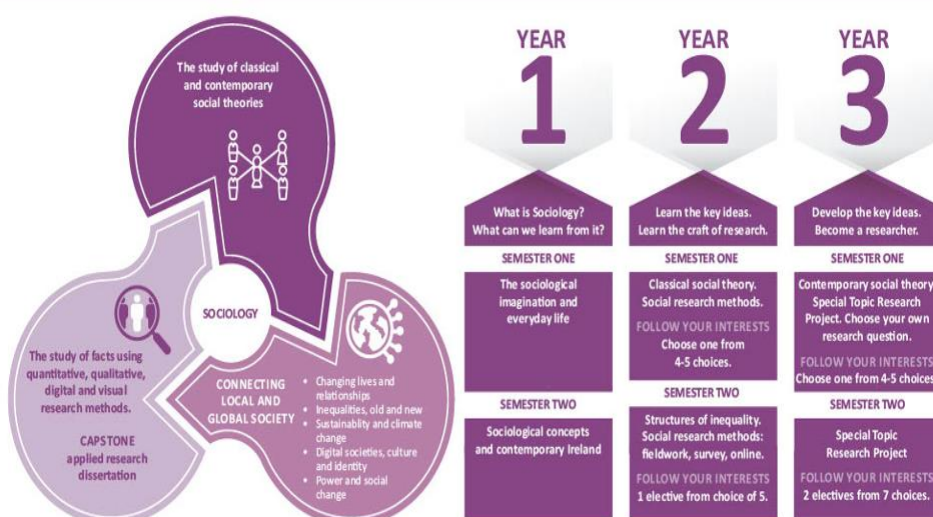 The study of classical
and contemporary
social theories
SOCIOLOGY
The study of facts using
quantitative, qualitative,
digital and visual
research methods.
CAPSTONE
applied research
dissertation
CONNECTING
LOCAL AND
GLOBAL SOCIETY
• Changing lives and
relationships
• Inequalities, old and new
• Sustainablity and climate
change
• Digital societies, culture
and identity
• Power and social
change
YEAR
1
What is Sociology?
What can we learn from it?
SEMESTER ONE
The sociological
imagination and
everyday life
SEMESTER TWO
Sociological concepts
and contemporary Ireland
YEAR
2
Learn the key ideas.
Learn the craft of research.
SEMESTER ONE
Classical social theory.
Social research methods.
FOLLOW YOUR INTERESTS
Choose one from
4-5 choices.
SEMESTER TWO
Structures of inequality.
Social research methods:
fieldwork, survey, online.
FOLLOW YOUR INTERESTS
1 elective from choice of 5.
YEAR
3
Develop the key ideas.
Become a researcher.
SEMESTER ONE
Contemporary social theory
Special Topic Research
Project. Choose your own
research question.
FOLLOW YOUR INTERESTS
Choose one from 4-5 choices
SEMESTER TWO
Special Topic
Research Project
FOLLOW YOUR INTERESTS
2 electives from 7 choices.